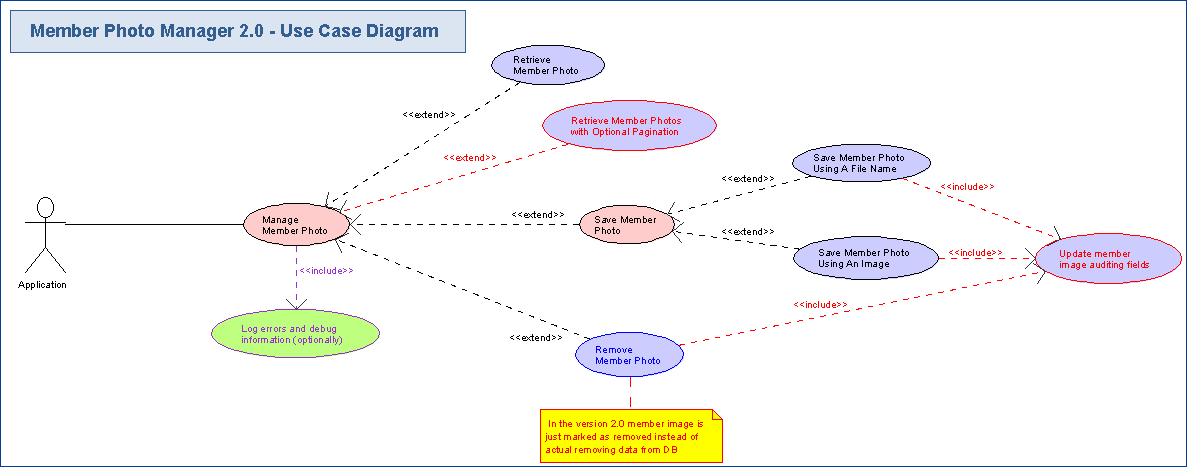 Member Photo Manager 2.0 - Use Case Diagram
Retrieve
Member Photo
<<extend>>
Retrieve Member Photos
with Optional Pagination
<<extend>>
Save Member Photo
Using A File Name
<<extend>>
<<include>>
Manage
Member Photo
<<extend>>
Save Member
Photo
<<extend>>
Save Member Photo
Using An Image
<<include>>
Update member
image auditing fields
Application
<<include>>
<<include>>
Log errors and debug
information (optionally)
<<extend>>
Remove
Member Photo
In the version 2.0 member image is
just marked as removed instead of
actual removing data from DB